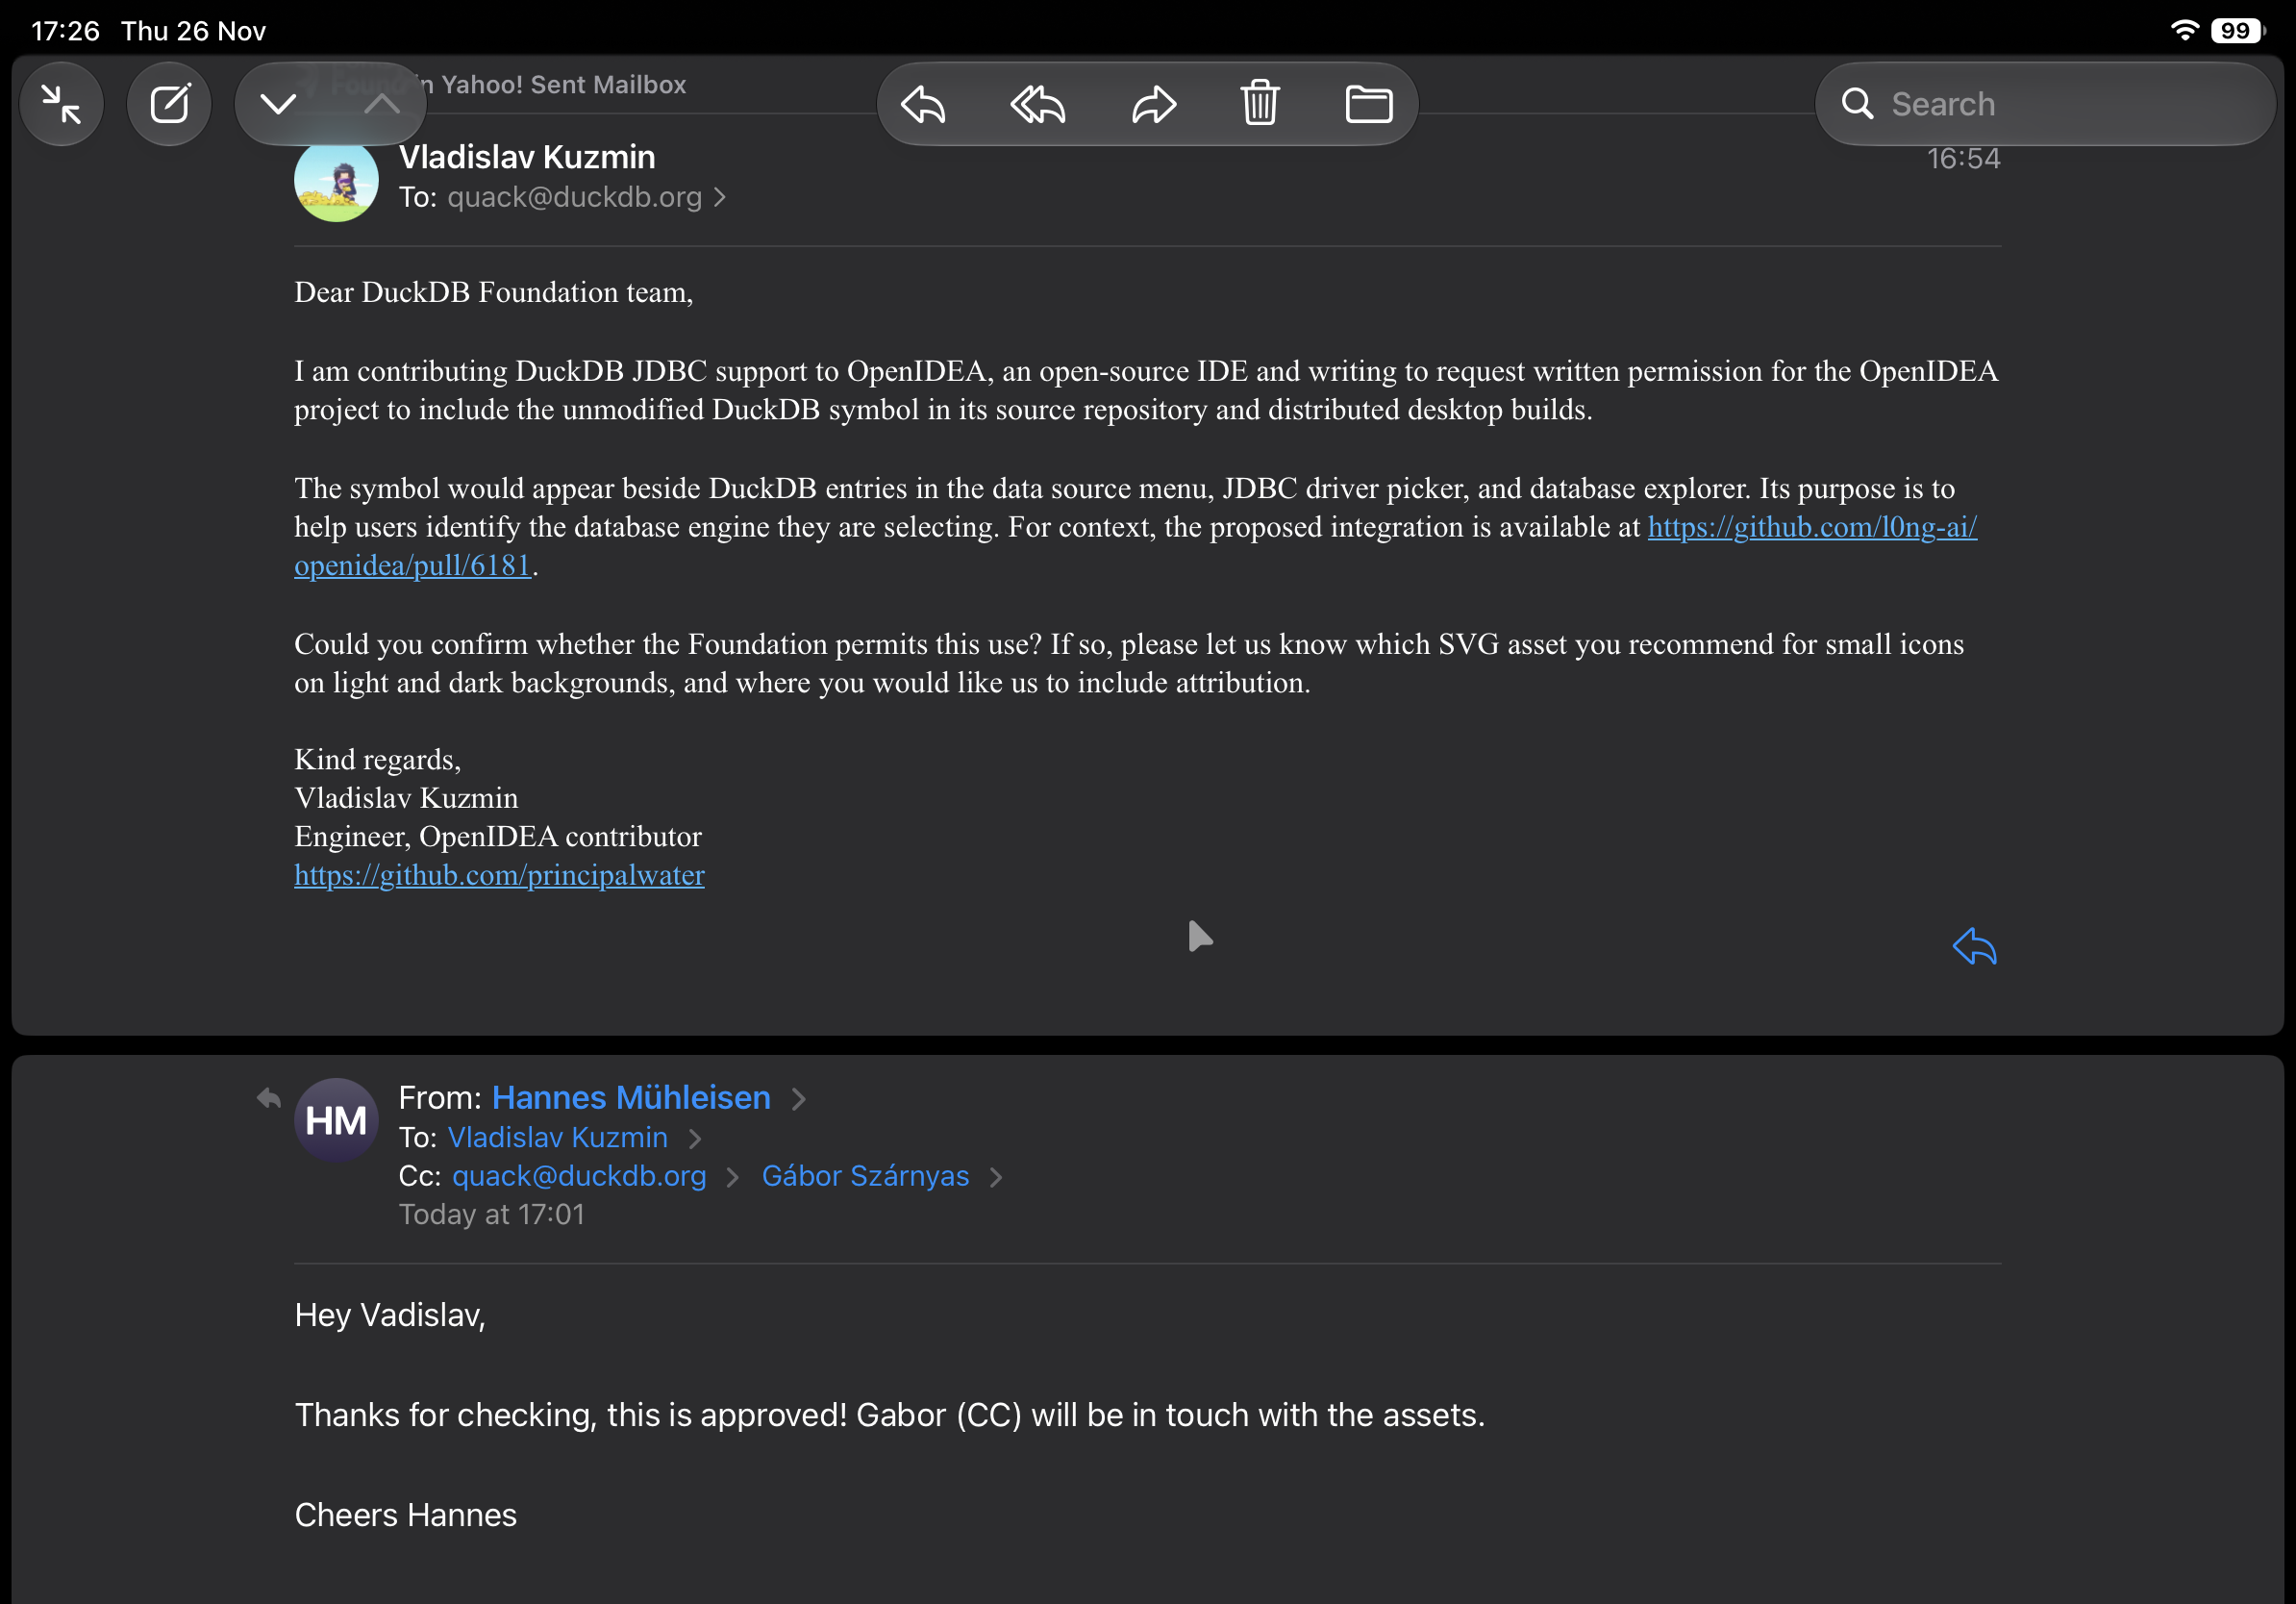 17:26 Thu 26 Nov
99
Found in Yahoo! Sent Mailbox
Search
Vladislav Kuzmin
16:54
To: quack@duckdb.org
Dear DuckDB Foundation team,
I am contributing DuckDB JDBC support to OpenIDEA, an open-source IDE and writing to request written permission for the OpenIDEA
project to include the unmodified DuckDB symbol in its source repository and distributed desktop builds.
The symbol would appear beside DuckDB entries in the data source menu, JDBC driver picker, and database explorer. Its purpose is to
help users identify the database engine they are selecting. For context, the proposed integration is available at https://github.com/l0ng-ai/
openidea/pull/6181.
Could you confirm whether the Foundation permits this use? If so, please let us know which SVG asset you recommend for small icons
on light and dark backgrounds, and where you would like us to include attribution.
Kind regards,
Vladislav Kuzmin
Engineer, OpenIDEA contributor
https://github.com/principalwater
HM
From: Hannes Mühleisen
To: Vladislav Kuzmin
Cc: quack@duckdb.org Gábor Szárnyas
Today at 17:01
Hey Vadislav,
Thanks for checking, this is approved! Gabor (CC) will be in touch with the assets.
Cheers Hannes